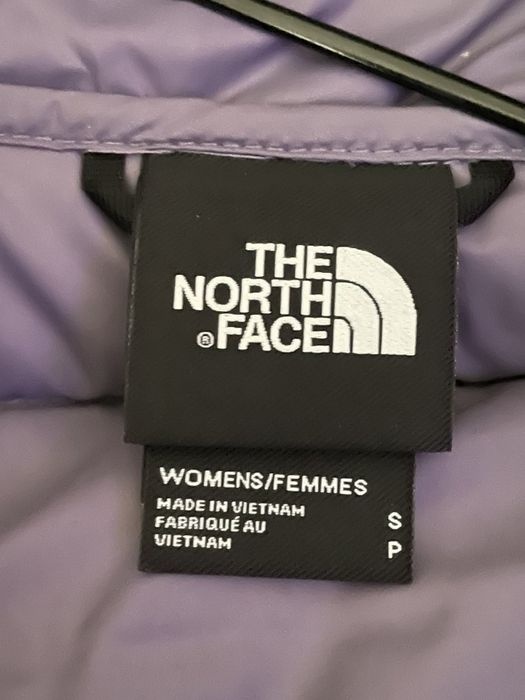 THE
NORTH
® FACE
WOMENS/FEMMES
MADE IN VIETNAM
FABRIQUÉ AU
VIETNAM
S
P